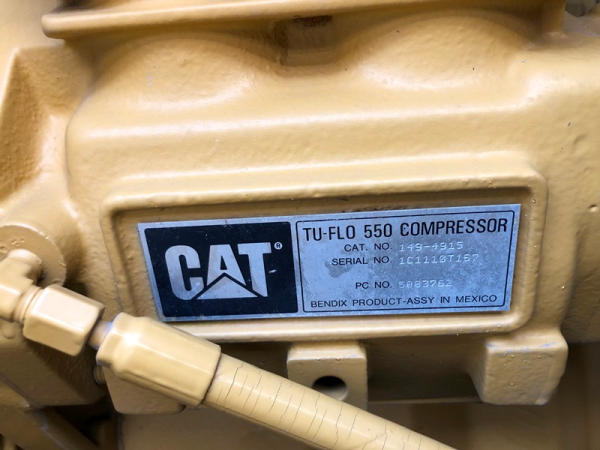 CAT®
TU-FLO 550 COMPRESSOR
CAT. NO. 149-4915
SERIAL NO. 1C1110T157
PC NO. 5003762
BENDIX PRODUCT-ASSY IN MEXICO